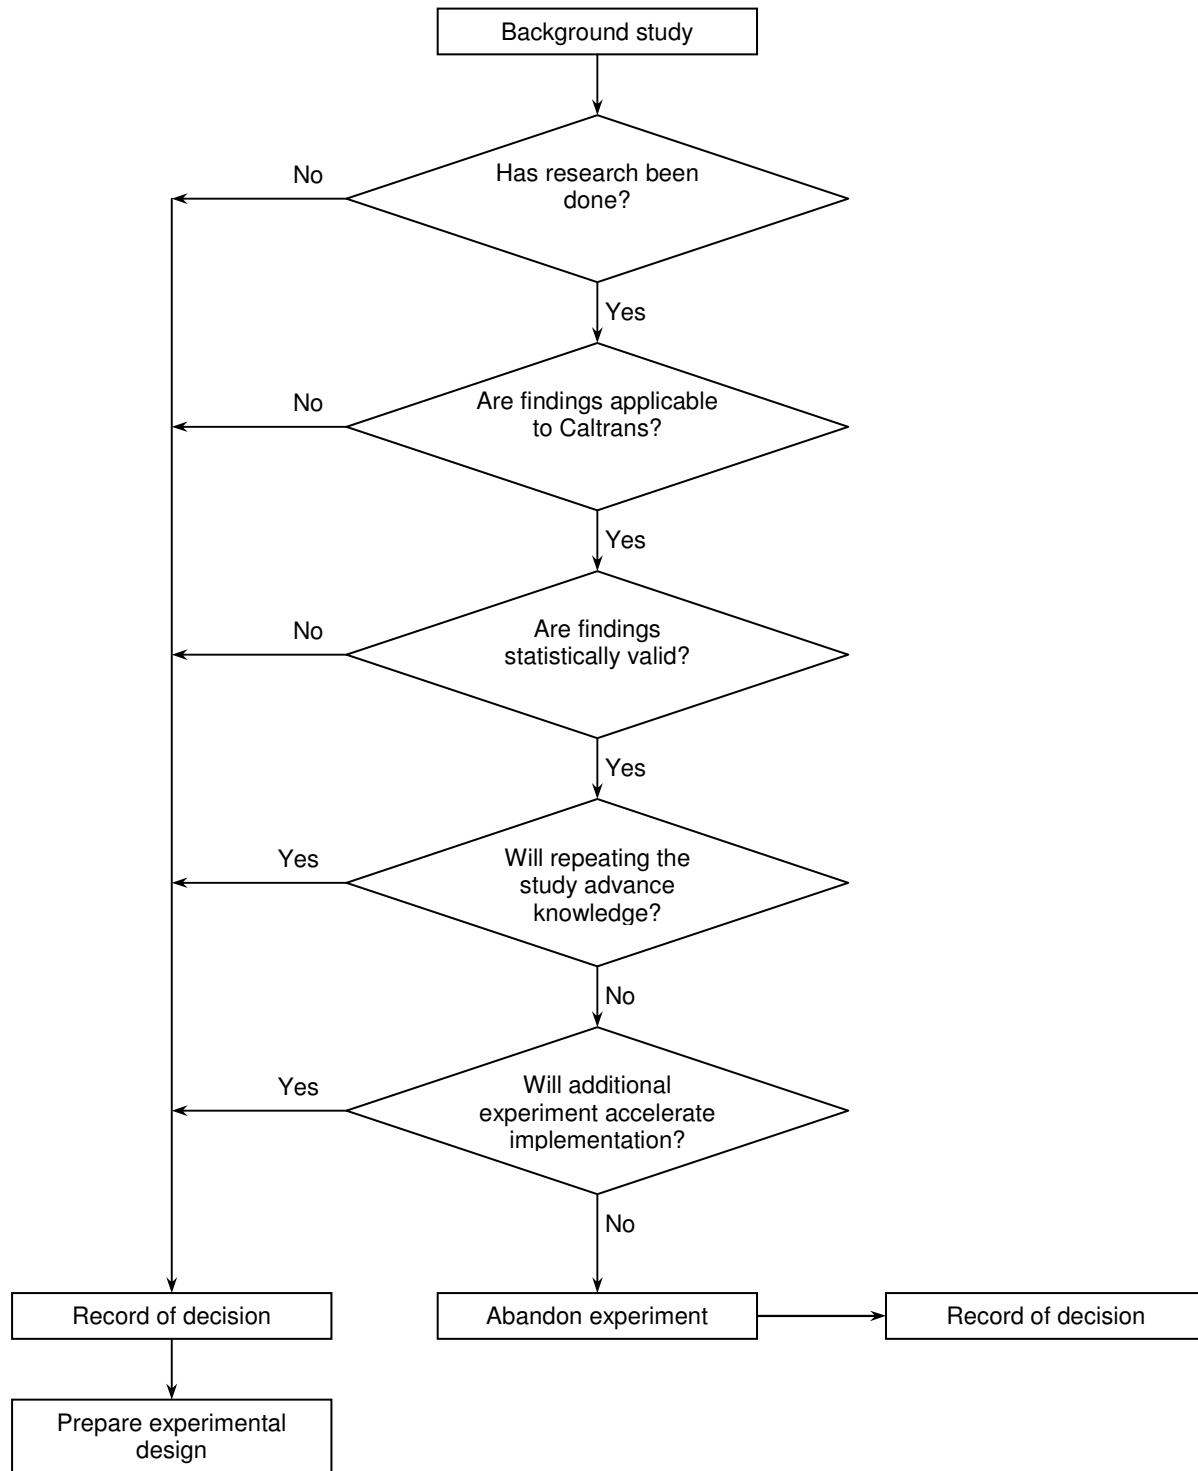 Background study
No
Has research been
done?
Yes
No
Are findings applicable
to Caltrans?
Yes
No
Are findings
statistically valid?
Yes
Yes
Will repeating the
study advance
knowledge?
No
Yes
Will additional
experiment accelerate
implementation?
No
Record of decision
Abandon experiment
Record of decision
Prepare experimental
design